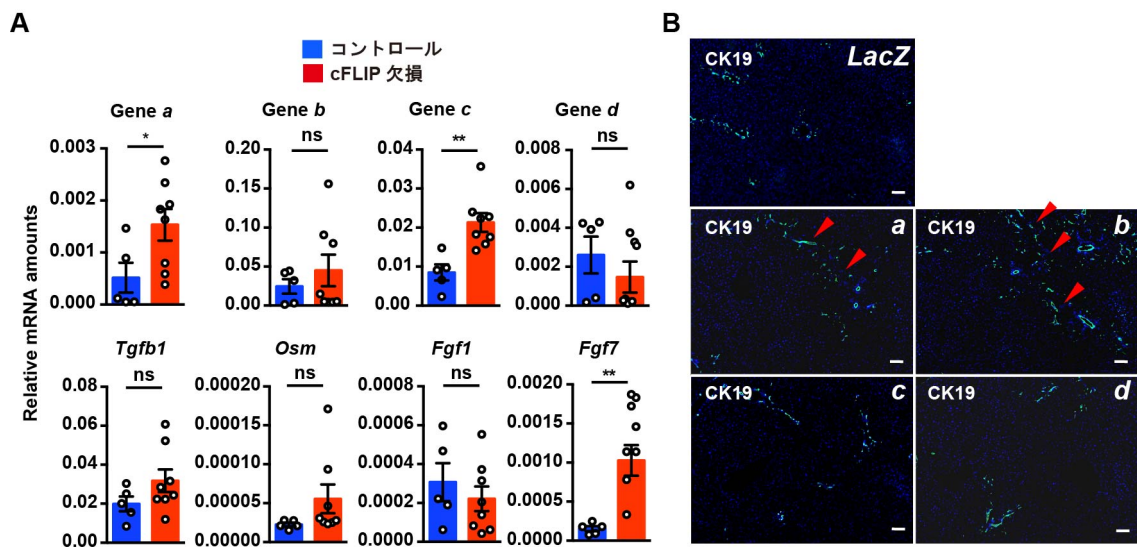 A
コントロール
cFLIP 欠損
Relative mRNA amounts
Gene a
*
0.003
0.002
0.001
0.000
Gene b
ns
0.20
0.15
0.10
0.05
0.00
Gene c
**
0.04
0.03
0.02
0.01
0.00
Gene d
ns
0.008
0.006
0.004
0.002
0.000
Tgfb1
ns
0.08
0.06
0.04
0.02
0.00
Osm
ns
0.00020
0.00015
0.00010
0.00005
0.00000
Fgf1
ns
0.0008
0.0006
0.0004
0.0002
0.0000
Fgf7
**
0.0020
0.0015
0.0010
0.0005
0.0000
B
CK19 LacZ
CK19 a
CK19 b
CK19 c
CK19 d